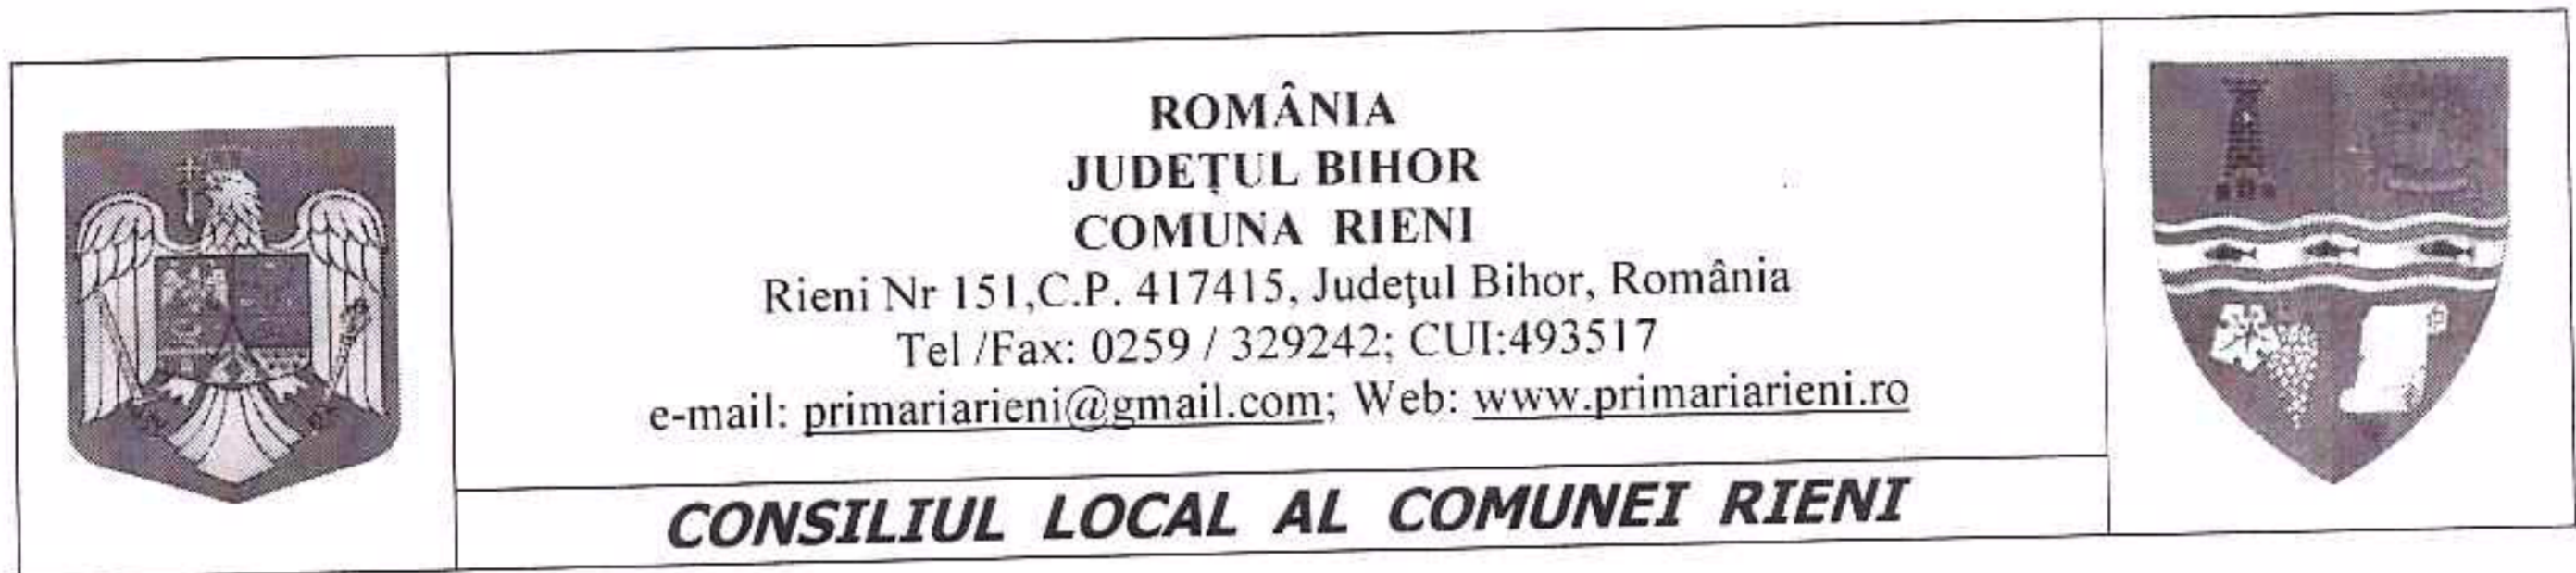 ROMÂNIA
JUDEȚUL BIHOR
COMUNA RIENI
Rieni Nr 151,C.P. 417415, Județul Bihor, România
Tel /Fax: 0259 / 329242; CUI:493517
e-mail: primariarieni@gmail.com; Web: www.primariarieni.ro
CONSILIUL LOCAL AL COMUNEI RIENI